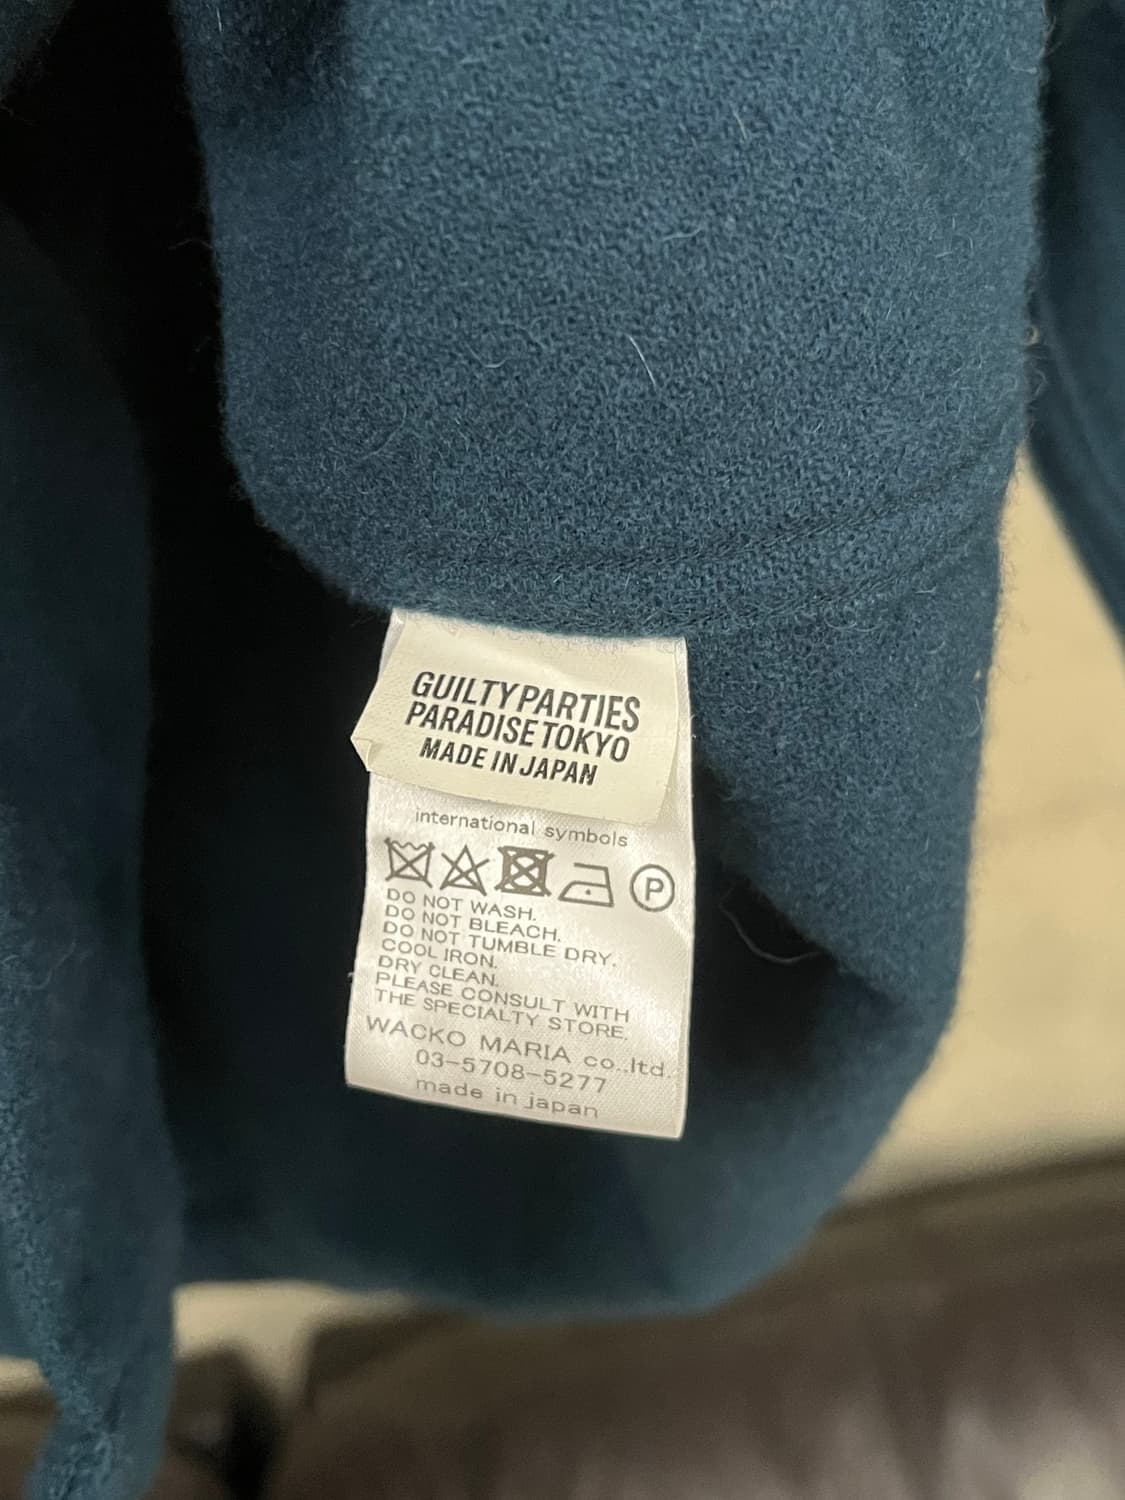 GUILTY PARTIES
PARADISE TOKYO
MADE IN JAPAN
international symbols
P
DO NOT WASH.
DO NOT BLEACH.
DO NOT TUMBLE DRY.
COOL IRON.
DRY CLEAN.
PLEASE CONSULT WITH
THE SPECIALTY STORE.
WACKO MARIA co.,ltd.
03-5708-5277
made in japan